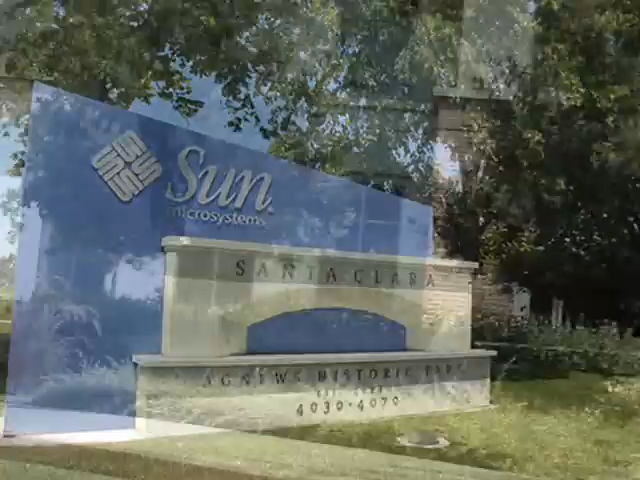 Sun
microsystems
SANTA CLARA
AGNEWS HISTORIC PARK
4030-4070